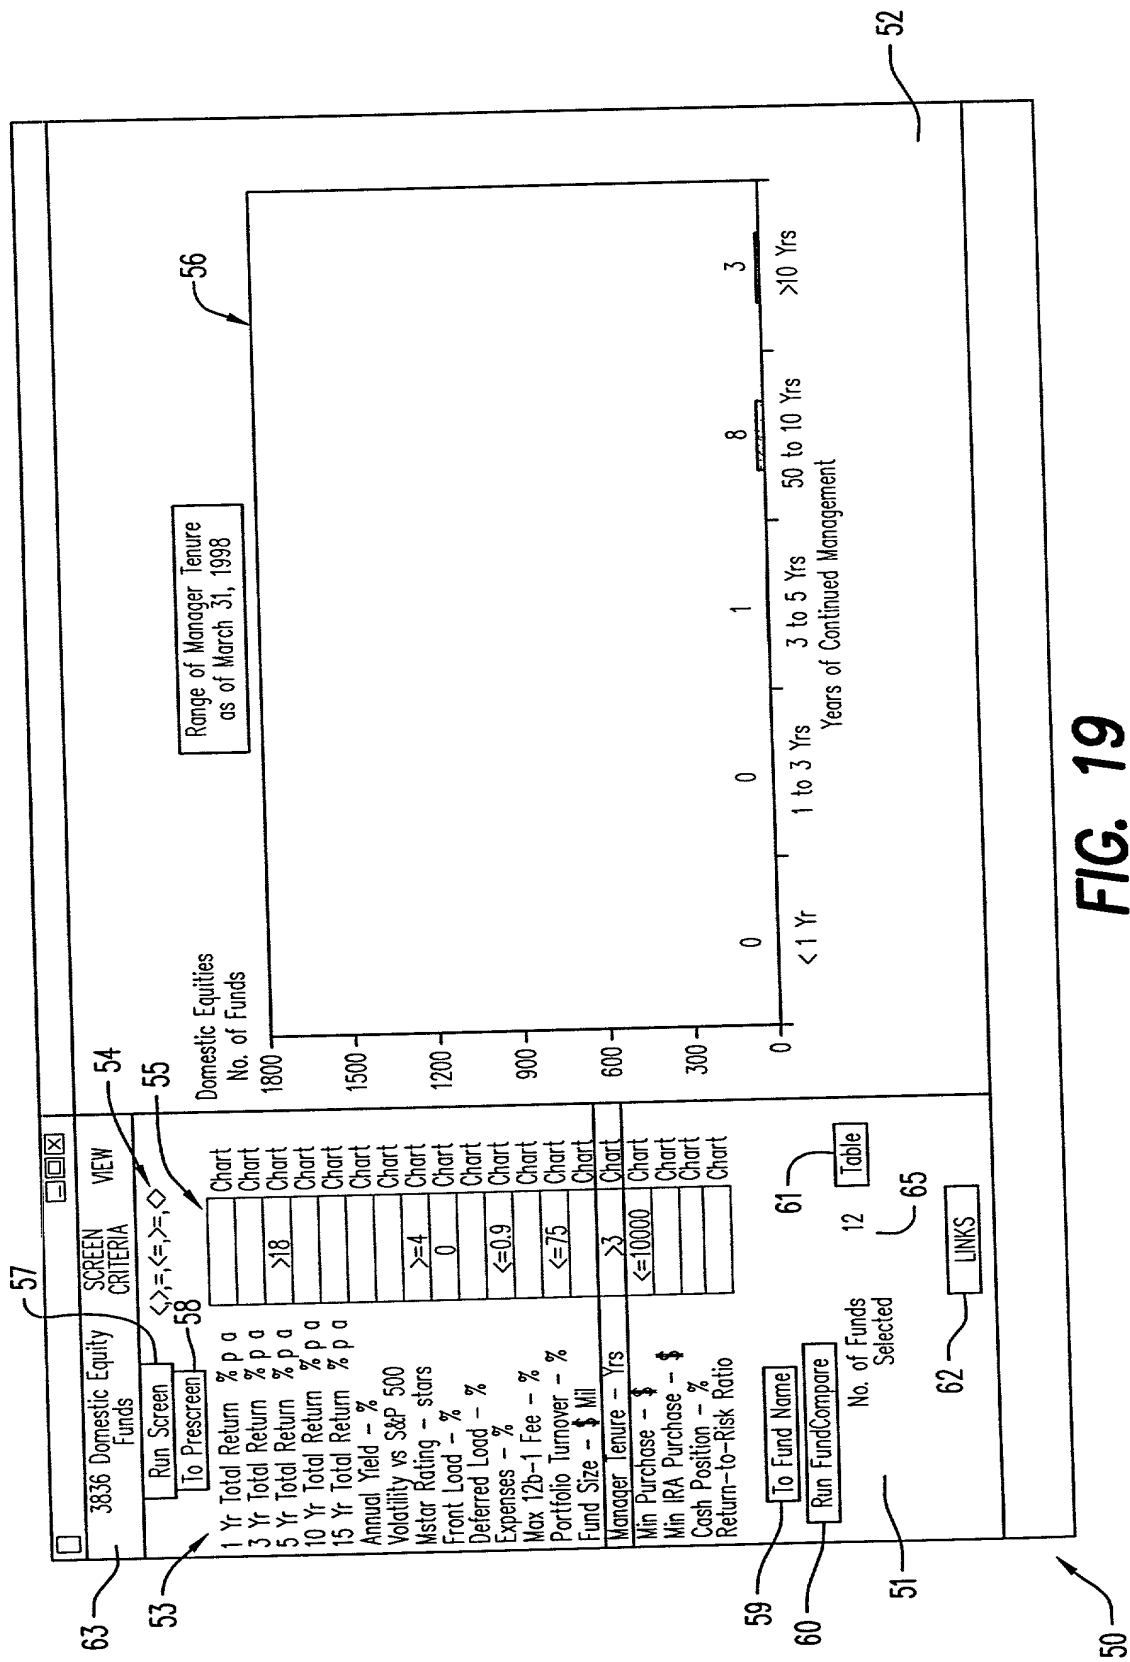 63
3836 Domestic Equity Funds
SCREEN CRITERIA
VIEW
57
Run Screen
<,>,=,<=,>=,<>
54
To Prescreen
58
55
53
1 Yr Total Return % p a Chart
3 Yr Total Return % p a Chart
5 Yr Total Return % p a >18 Chart
10 Yr Total Return % p a Chart
15 Yr Total Return % p a Chart
Annual Yield – % Chart
Volatility vs S&P 500 Chart
Mstar Rating – stars >=4 Chart
Front Load – % 0 Chart
Deferred Load – % Chart
Expenses – % <=0.9 Chart
Max 12b–1 Fee – % Chart
Portfolio Turnover – % <=75 Chart
Fund Size – $ Mil Chart
Manager Tenure – Yrs >3 Chart
Min Purchase – $ <=10000 Chart
Min IRA Purchase – $ Chart
Cash Position – % Chart
Return–to–Risk Ratio Chart
59
To Fund Name
61
Table
60
Run FundCompare
No. of Funds
Selected
12
65
51
62
LINKS
50
Range of Manager Tenure
as of March 31, 1998
56
Domestic Equities
No. of Funds
1800
1500
1200
900
600
300
0
0
0
1
8
3
< 1 Yr
1 to 3 Yrs
3 to 5 Yrs
50 to 10 Yrs
>10 Yrs
Years of Continued Management
52
FIG. 19